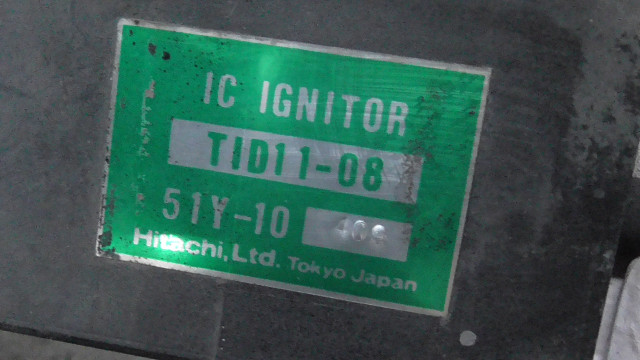 IC IGNITOR
TID11-08
51Y-10
Hitachi, Ltd. Tokyo Japan